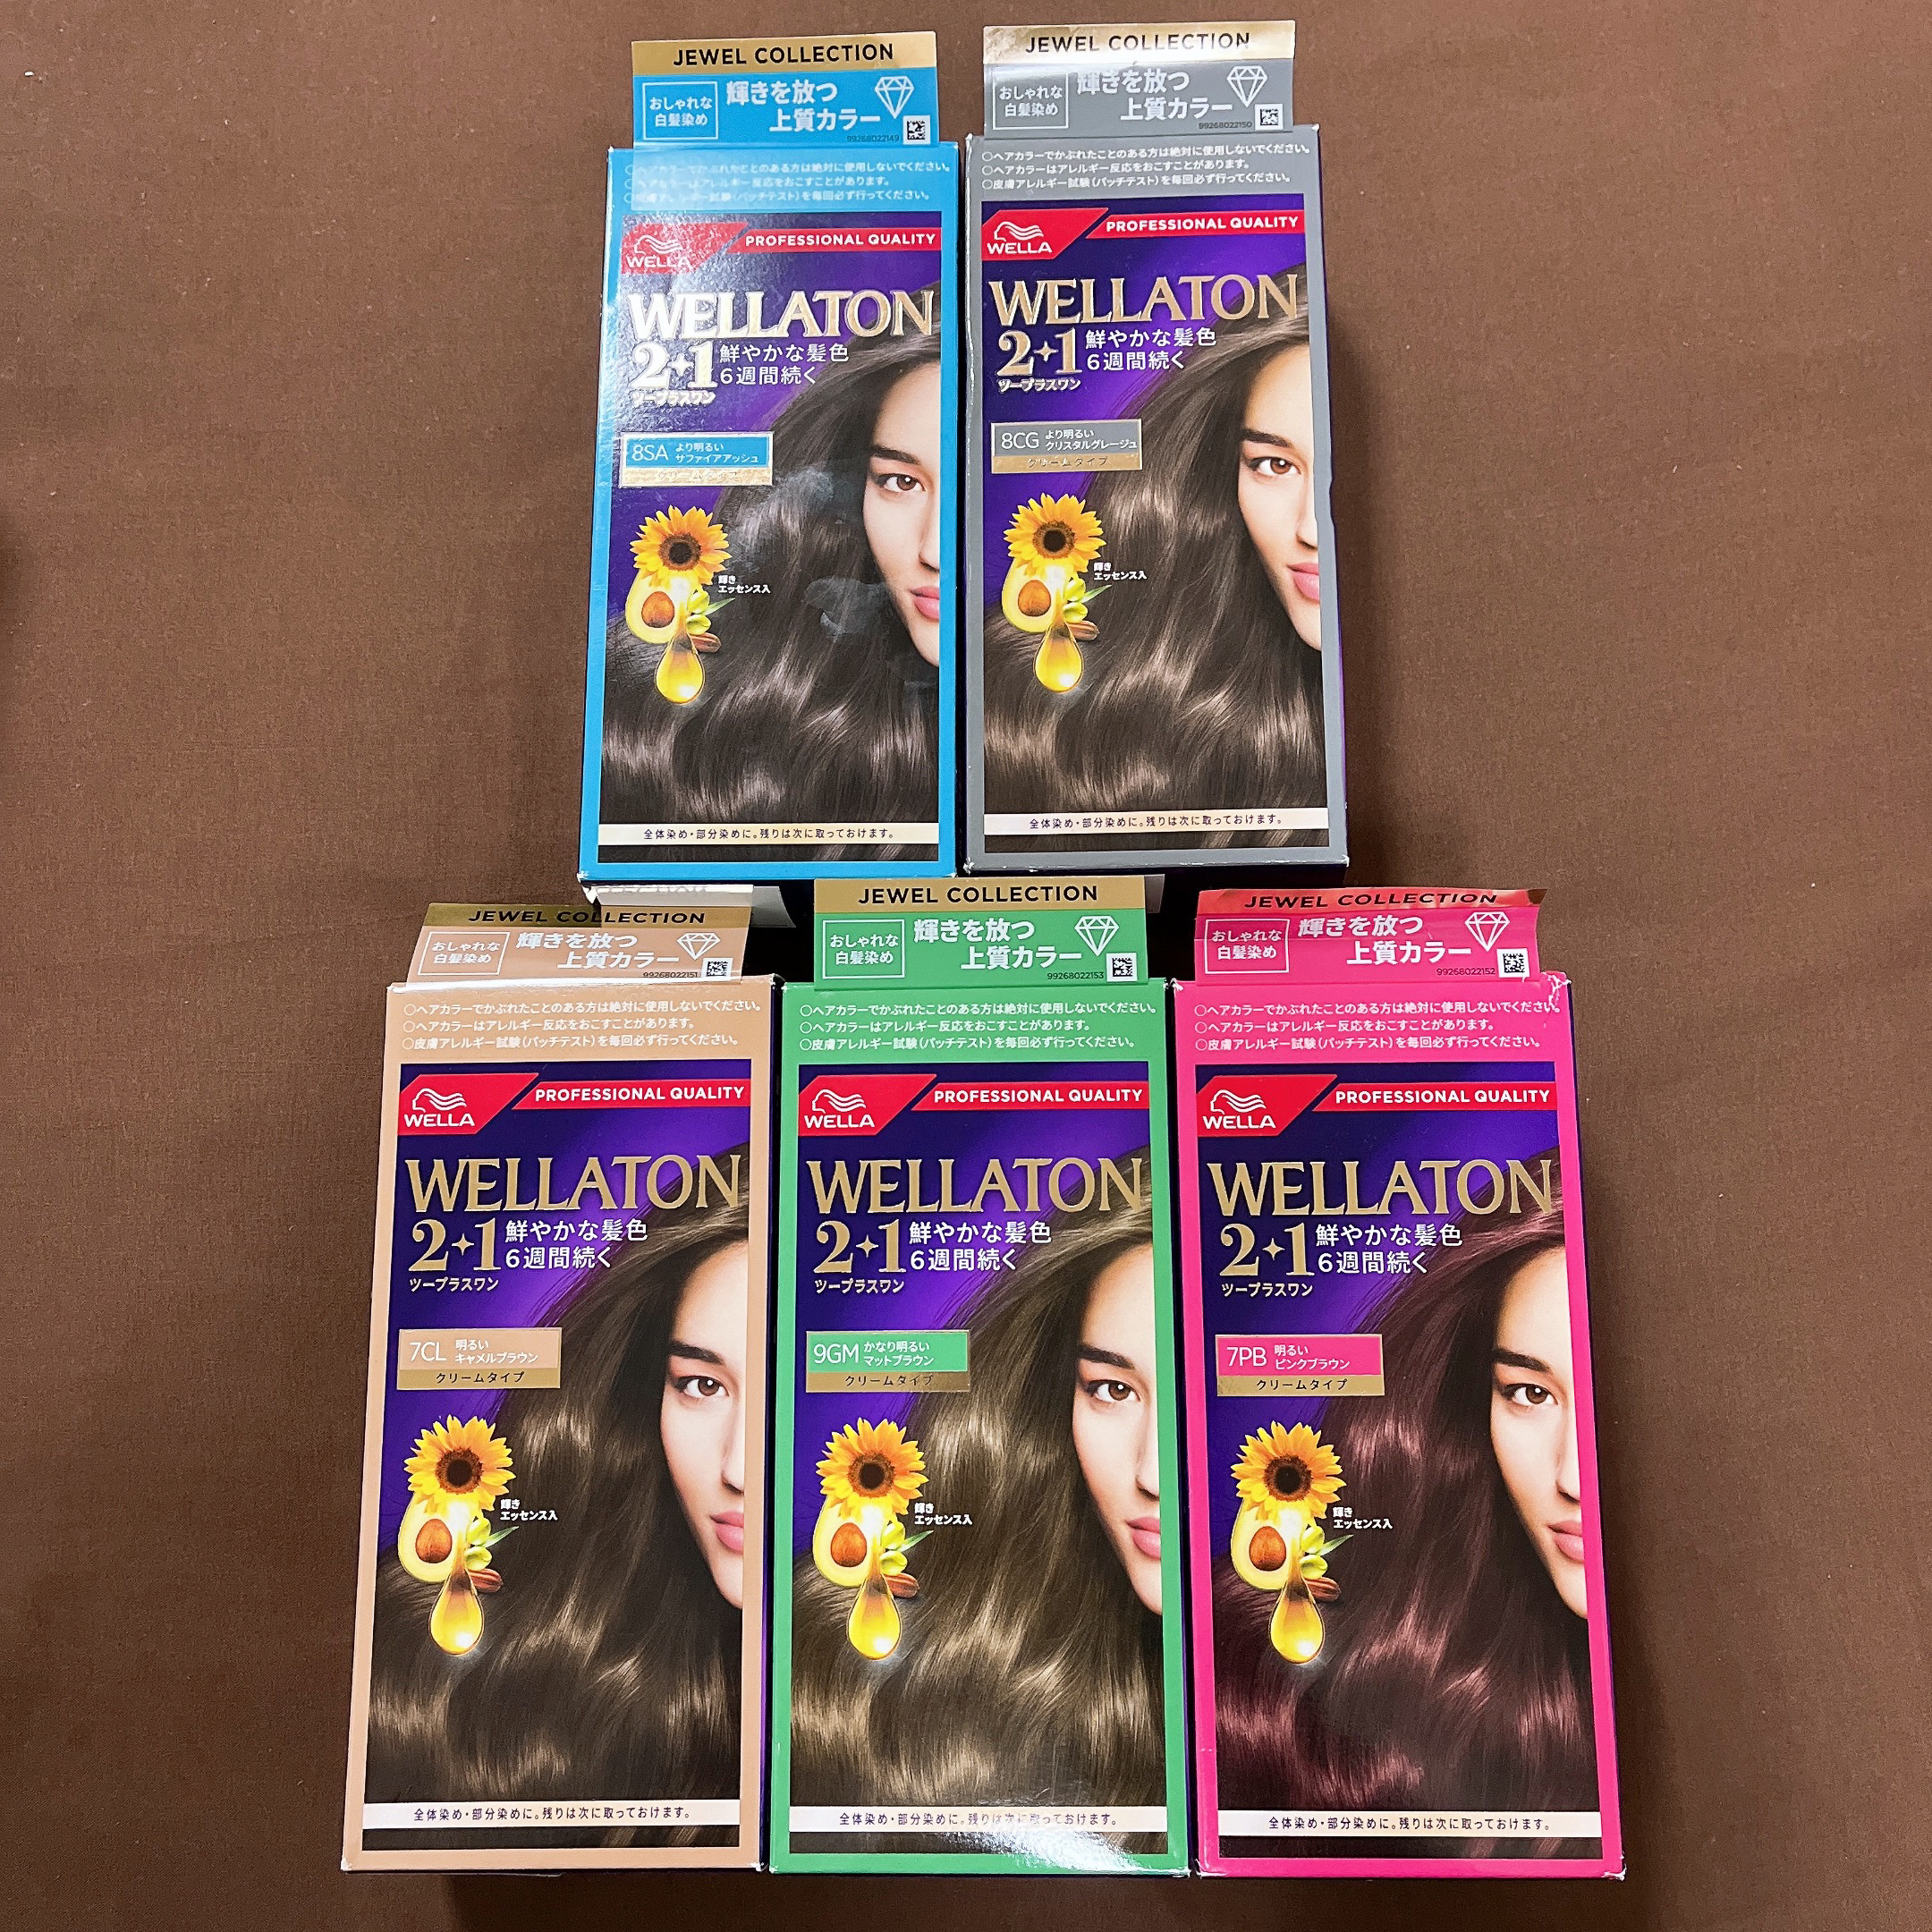 JEWEL COLLECTION
おしゃれな
白髪染め
輝きを放つ
上質カラー
99268022149
○ヘアカラーでかぶれたことのある方は絶対に使用しないでください。
○ヘアカラーはアレルギー反応をおこすことがあります。
○皮膚アレルギー試験(パッチテスト)を毎回必ず行ってください。
WELLA
PROFESSIONAL QUALITY
WELLATON
2+1
ツープラスワン
鮮やかな髪色
6週間続く
8SA
より明るい
サファイアアッシュ
クリームタイプ
輝き
エッセンス入
全体染め・部分染めに。残りは次に取っておけます。
JEWEL COLLECTION
おしゃれな
白髪染め
輝きを放つ
上質カラー
99268022150
○ヘアカラーでかぶれたことのある方は絶対に使用しないでください。
○ヘアカラーはアレルギー反応をおこすことがあります。
○皮膚アレルギー試験(パッチテスト)を毎回必ず行ってください。
WELLA
PROFESSIONAL QUALITY
WELLATON
2+1
ツープラスワン
鮮やかな髪色
6週間続く
8CG
より明るい
クリスタルグレージュ
クリームタイプ
輝き
エッセンス入
全体染め・部分染めに。残りは次に取っておけます。
JEWEL COLLECTION
おしゃれな
白髪染め
輝きを放つ
上質カラー
99268022151
○ヘアカラーでかぶれたことのある方は絶対に使用しないでください。
○ヘアカラーはアレルギー反応をおこすことがあります。
○皮膚アレルギー試験(パッチテスト)を毎回必ず行ってください。
WELLA
PROFESSIONAL QUALITY
WELLATON
2+1
ツープラスワン
鮮やかな髪色
6週間続く
7CL
明るい
キャメルブラウン
クリームタイプ
輝き
エッセンス入
全体染め・部分染めに。残りは次に取っておけます。
JEWEL COLLECTION
おしゃれな
白髪染め
輝きを放つ
上質カラー
99268022153
○ヘアカラーでかぶれたことのある方は絶対に使用しないでください。
○ヘアカラーはアレルギー反応をおこすことがあります。
○皮膚アレルギー試験(パッチテスト)を毎回必ず行ってください。
WELLA
PROFESSIONAL QUALITY
WELLATON
2+1
ツープラスワン
鮮やかな髪色
6週間続く
9GM
かなり明るい
マットブラウン
クリームタイプ
輝き
エッセンス入
全体染め・部分染めに。残りは次に取っておけます。
JEWEL COLLECTION
おしゃれな
白髪染め
輝きを放つ
上質カラー
99268022152
○ヘアカラーでかぶれたことのある方は絶対に使用しないでください。
○ヘアカラーはアレルギー反応をおこすことがあります。
○皮膚アレルギー試験(パッチテスト)を毎回必ず行ってください。
WELLA
PROFESSIONAL QUALITY
WELLATON
2+1
ツープラスワン
鮮やかな髪色
6週間続く
7PB
明るい
ピンクブラウン
クリームタイプ
輝き
エッセンス入
全体染め・部分染めに。残りは次に取っておけます。